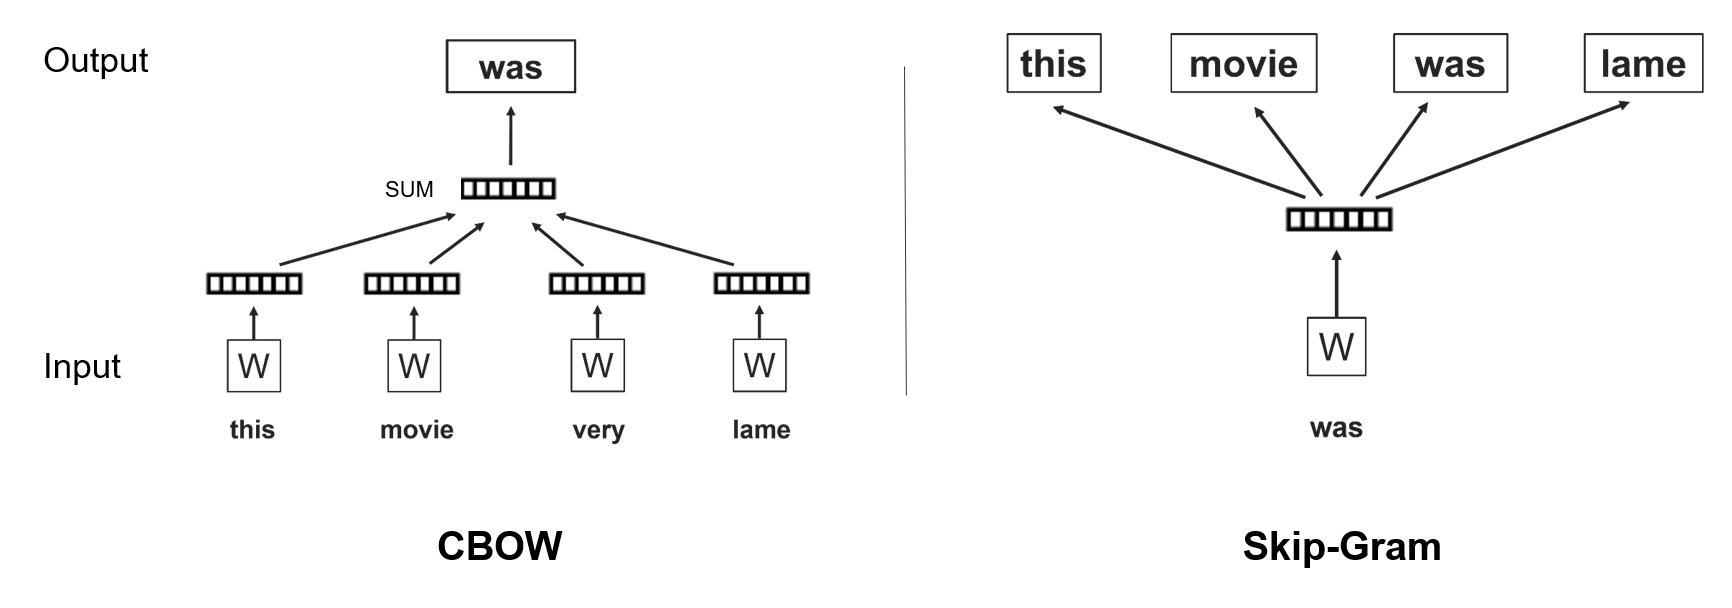 Output
was
this movie was lame
SUM
Input
W W W W
W
this movie very lame
was
CBOW
Skip-Gram